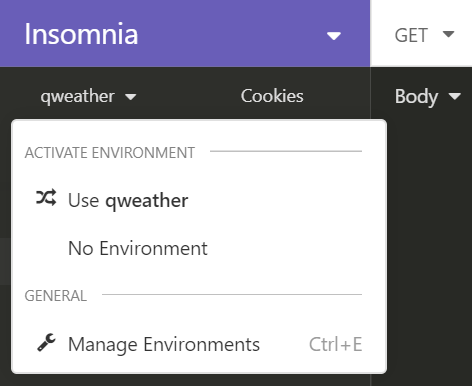 Insomnia GET
qweather Cookies Body
ACTIVATE ENVIRONMENT
Use qweather
No Environment
GENERAL
Manage Environments Ctrl+E